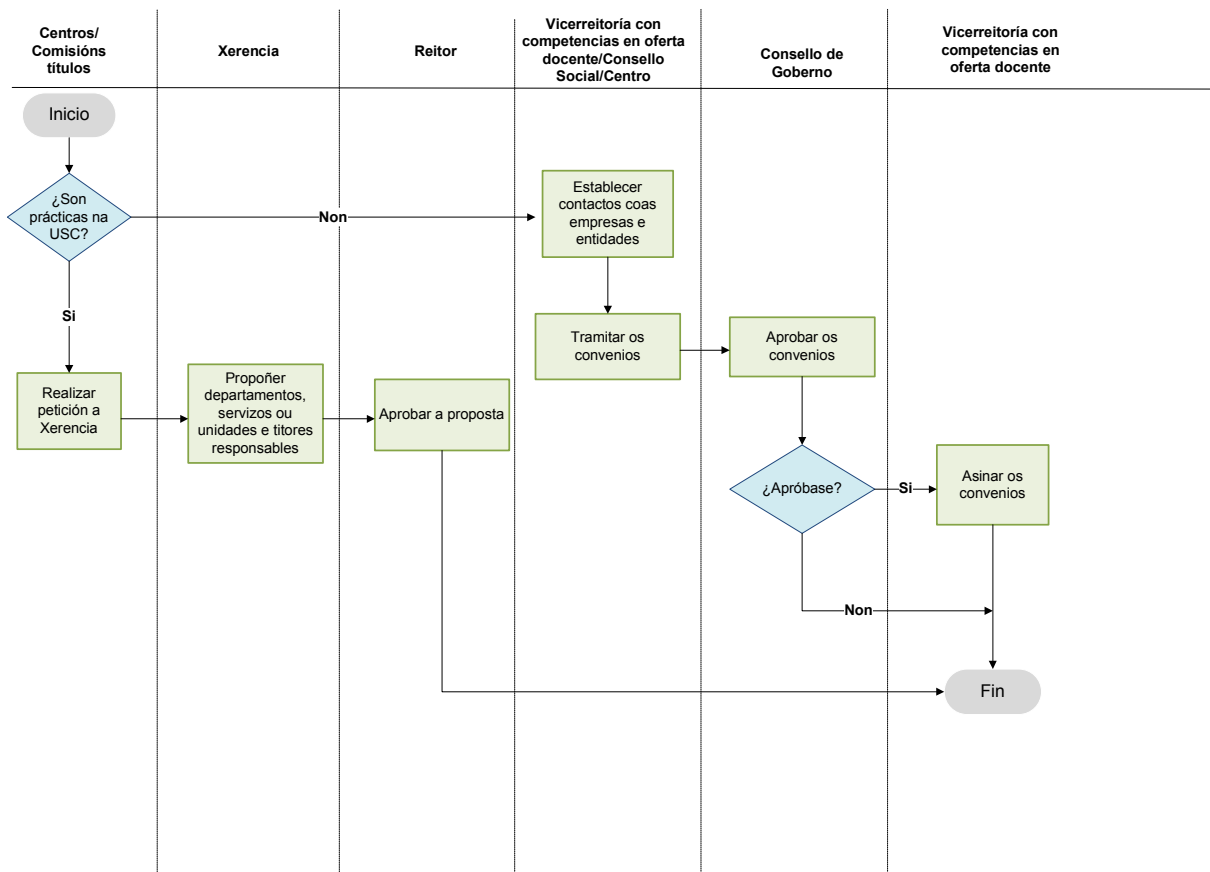 Centros/
Comisións
títulos
Xerencia
Reitor
Vicerreitoría con
competencias en oferta
docente/Consello
Social/Centro
Consello de
Goberno
Vicerreitoría con
competencias en
oferta docente
Inicio
¿Son
prácticas na
USC?
Non
Establecer
contactos coas
empresas e
entidades
Si
Tramitar os
convenios
Aprobar os
convenios
Realizar
petición a
Xerencia
Propoñer
departamentos,
servizos ou
unidades e titores
responsables
Aprobar a proposta
¿Apróbase?
Si
Asinar os
convenios
Non
Fin